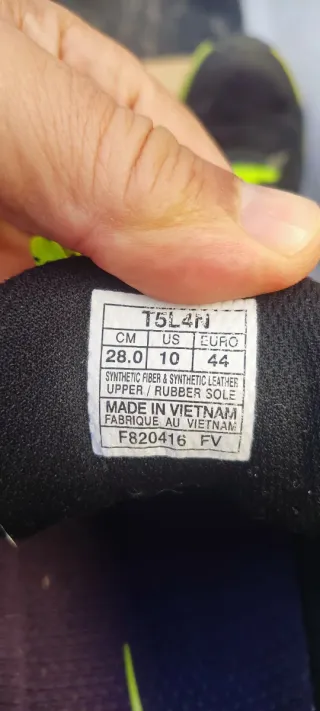 T5L4N
CM US EURO
28.0 10 44
SYNTHETIC FIBER & SYNTHETIC LEATHER
UPPER / RUBBER SOLE
MADE IN VIETNAM
FABRIQUE AU VIETNAM
F820416 FV